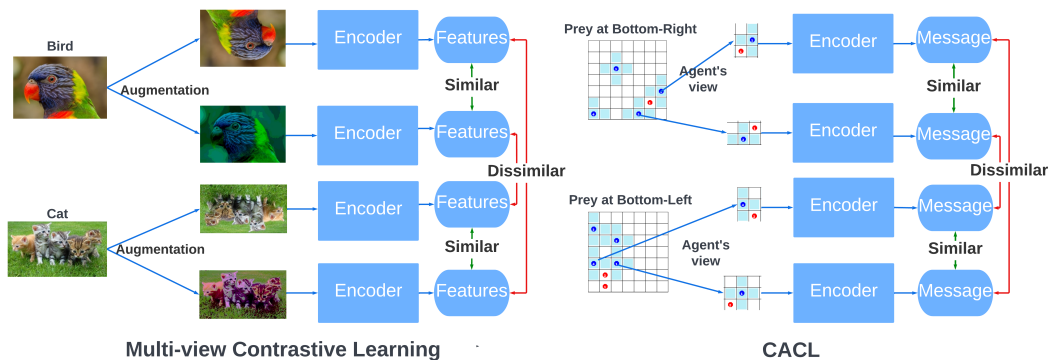 Bird
Augmentation
Encoder
Features
Similar
Encoder
Features
Dissimilar
Cat
Augmentation
Encoder
Features
Similar
Encoder
Features
Multi-view Contrastive Learning
Prey at Bottom-Right
Agent's
view
Encoder
Message
Similar
Encoder
Message
Dissimilar
Prey at Bottom-Left
Agent's
view
Encoder
Message
Similar
Encoder
Message
CACL